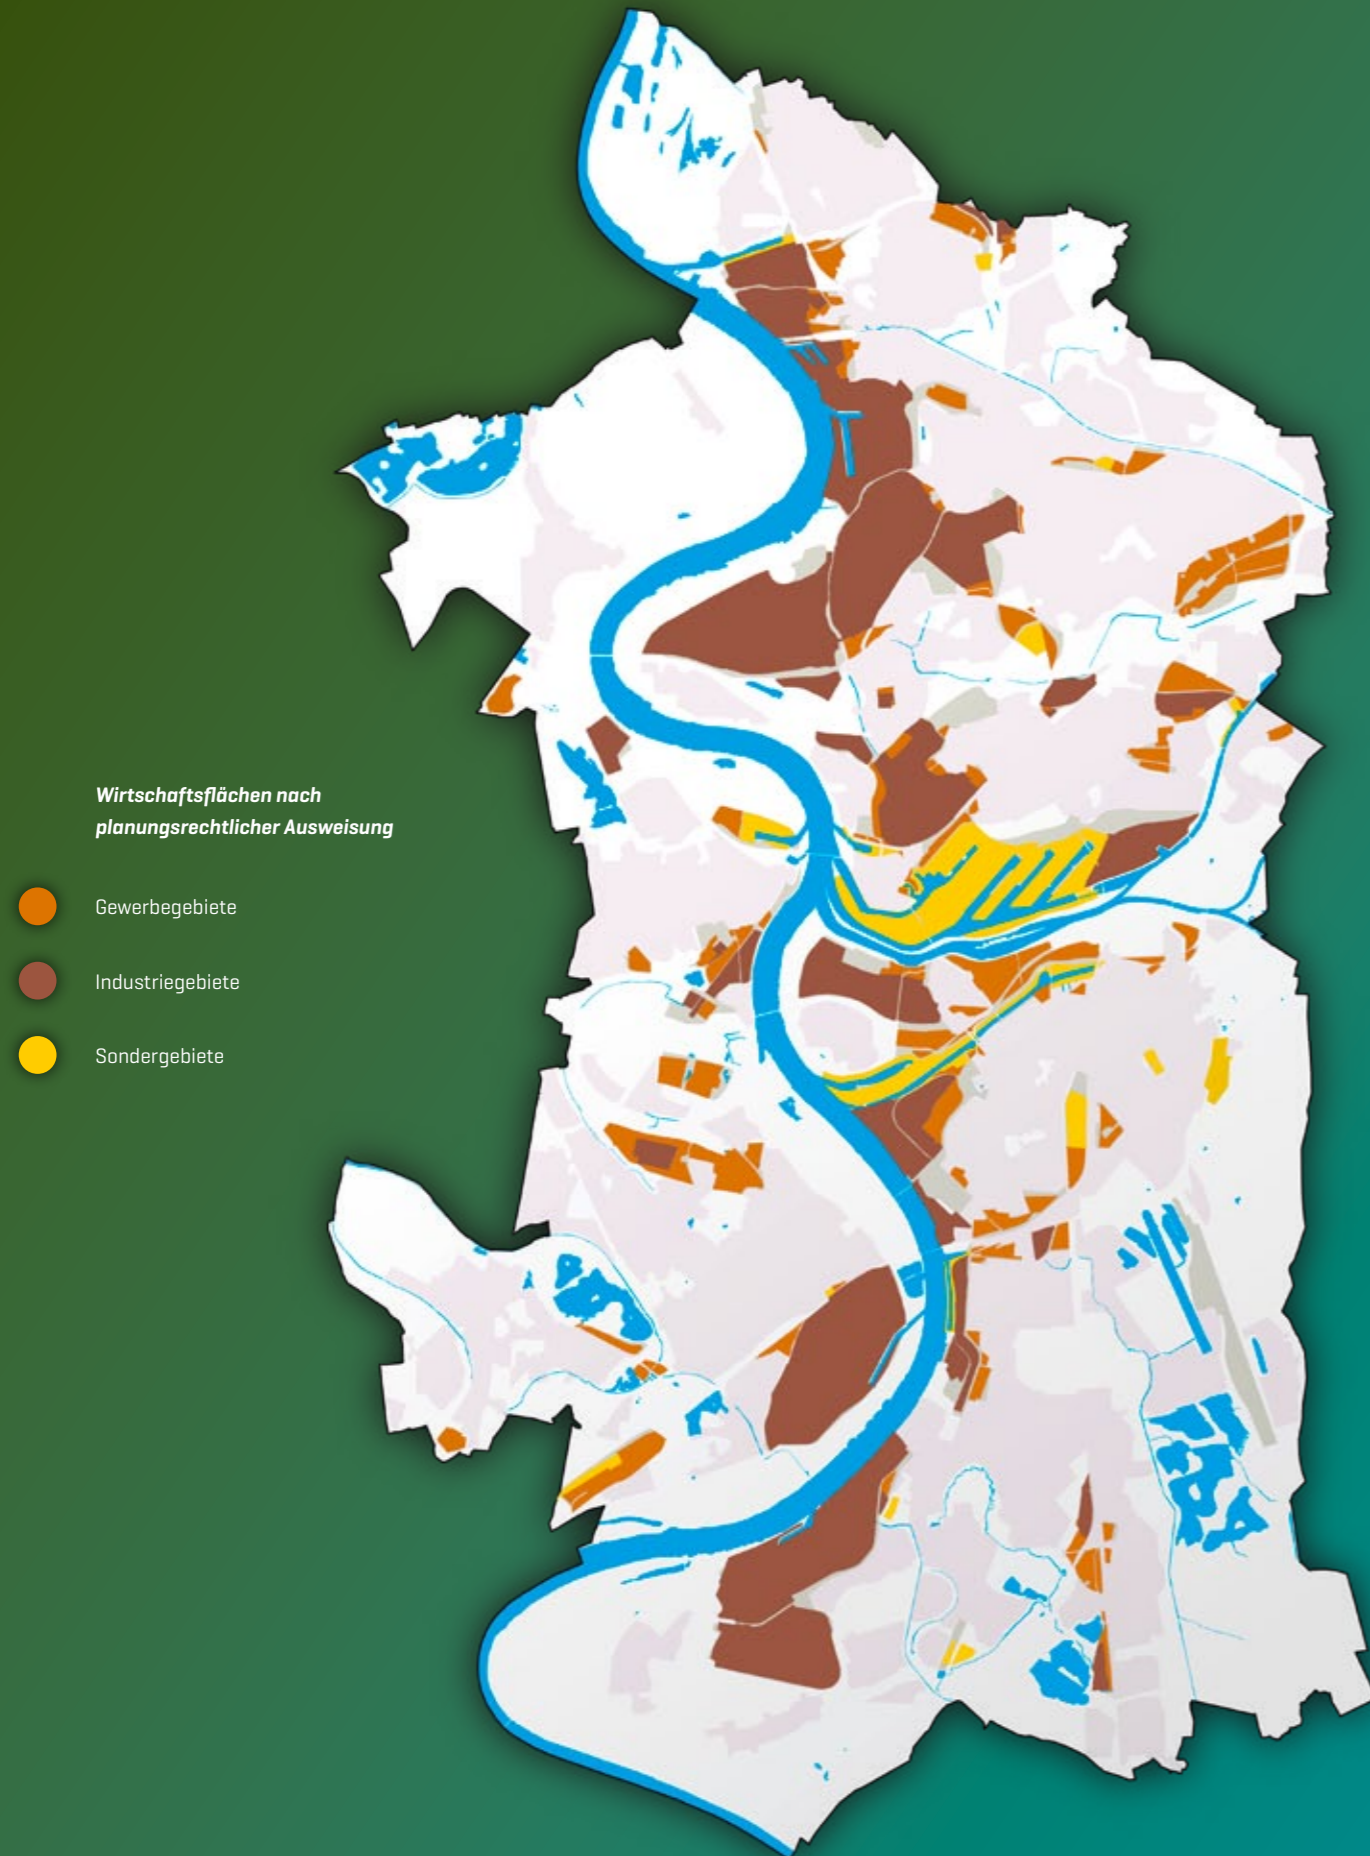 Wirtschaftsflächen nach
planungsrechtlicher Ausweisung
Gewerbegebiete
Industriegebiete
Sondergebiete